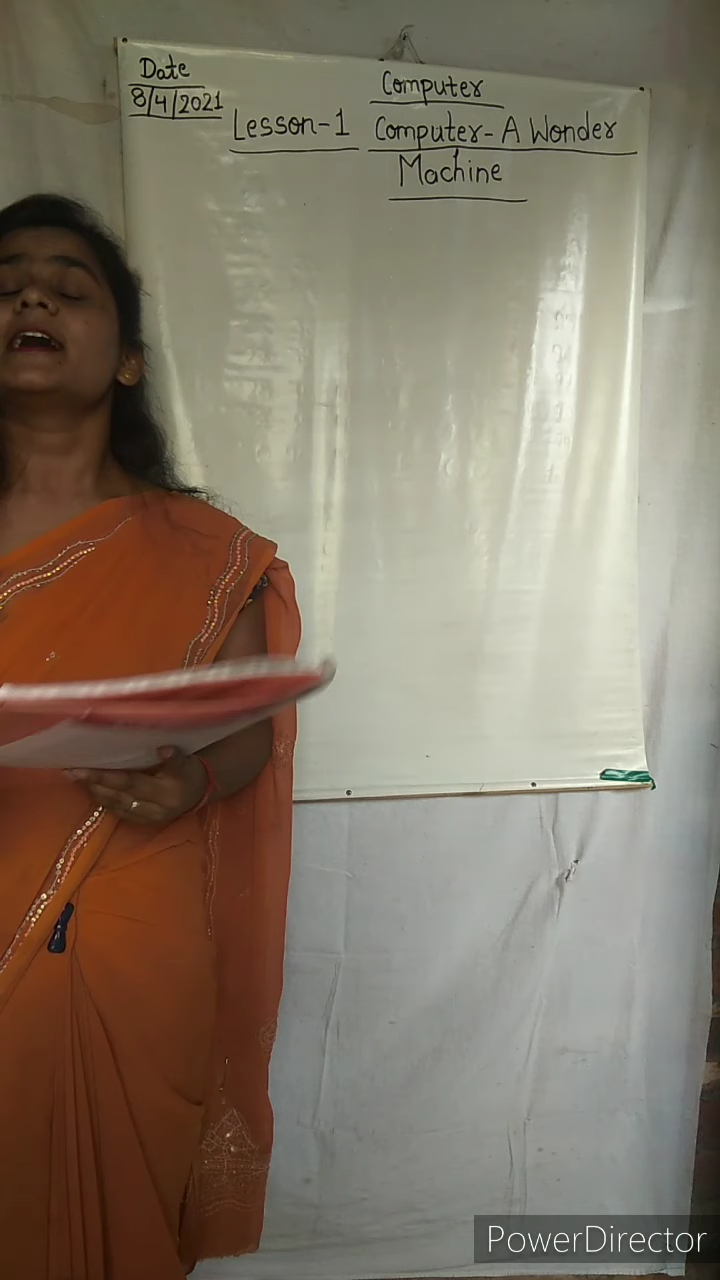 Date
8/4/2021
Computer
Lesson-1 Computer- A Wonder
Machine
PowerDirector